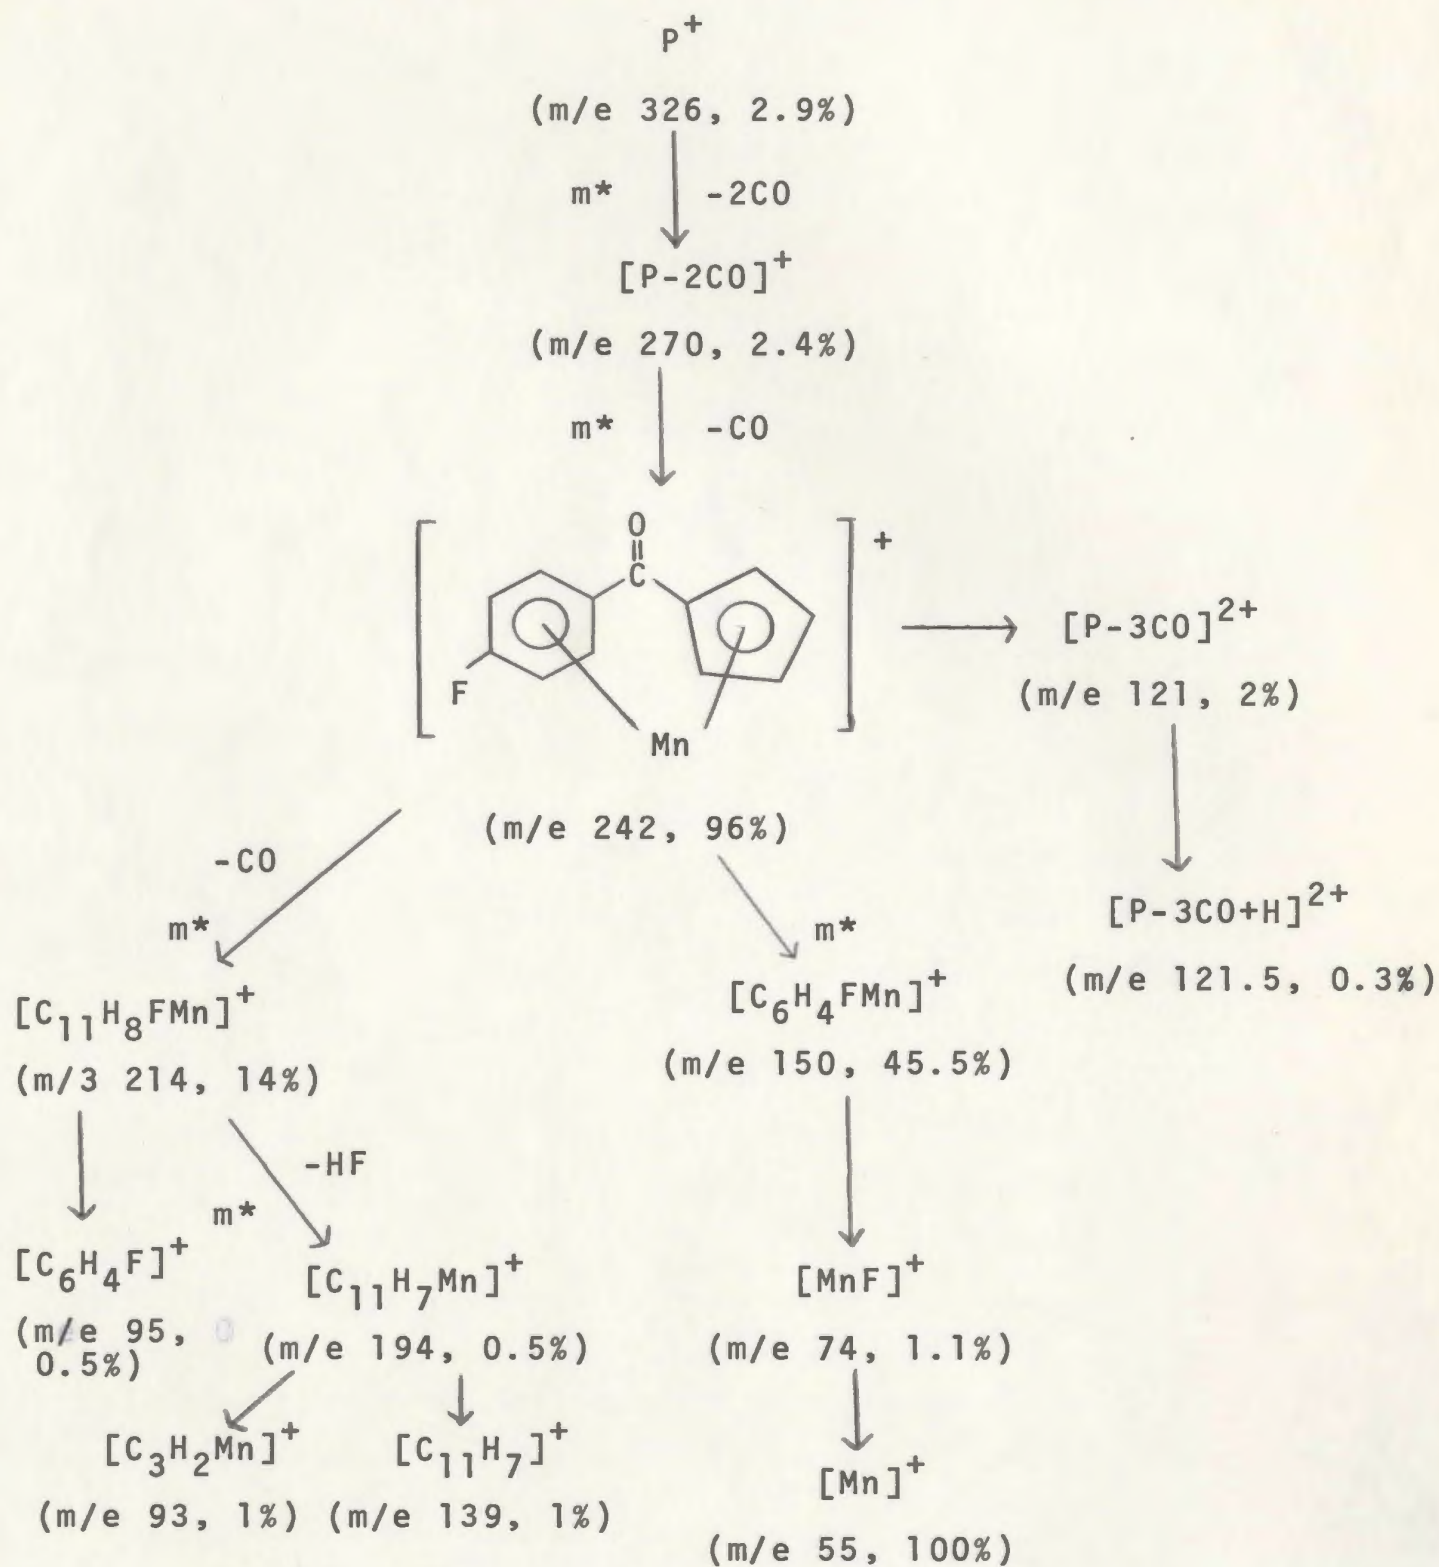 P⁺
(m/e 326, 2.9%)
m* -2CO
[P-2CO]⁺
(m/e 270, 2.4%)
m* -CO
O
C
F
Mn
+
(m/e 242, 96%)
[P-3CO]²⁺
(m/e 121, 2%)
[P-3CO+H]²⁺
(m/e 121.5, 0.3%)
-CO
m*
m*
[C₁₁H₈FMn]⁺
(m/3 214, 14%)
[C₆H₄FMn]⁺
(m/e 150, 45.5%)
-HF
m*
[C₆H₄F]⁺
(m/e 95,
0.5%)
[C₁₁H₇Mn]⁺
(m/e 194, 0.5%)
[MnF]⁺
(m/e 74, 1.1%)
[C₃H₂Mn]⁺
(m/e 93, 1%)
[C₁₁H₇]⁺
(m/e 139, 1%)
[Mn]⁺
(m/e 55, 100%)